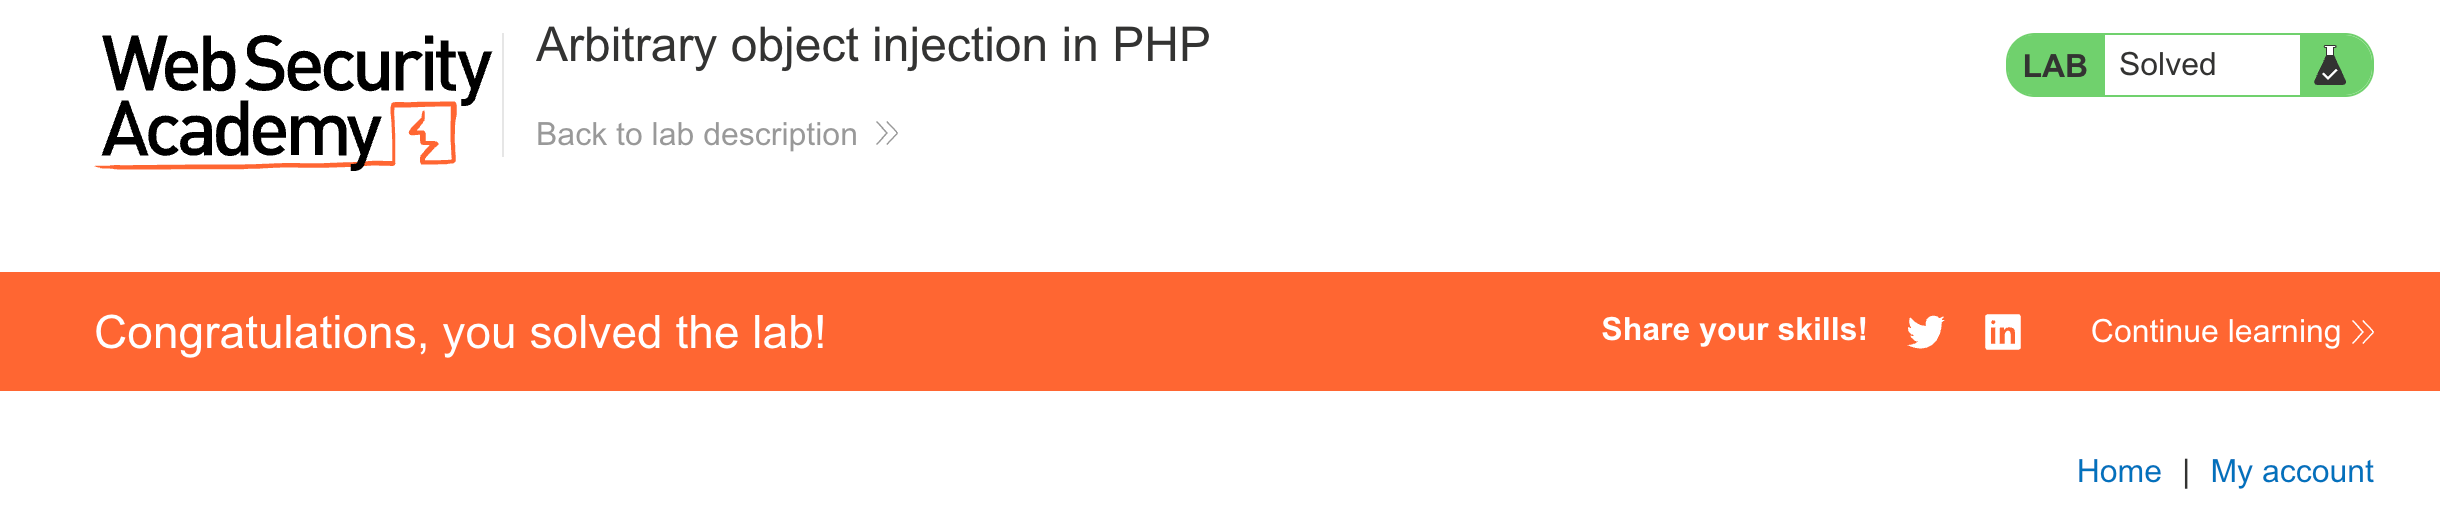 Web Security
Academy
Arbitrary object injection in PHP
Back to lab description
LAB Solved
Congratulations, you solved the lab!
Share your skills!
in
Continue learning
Home | My account